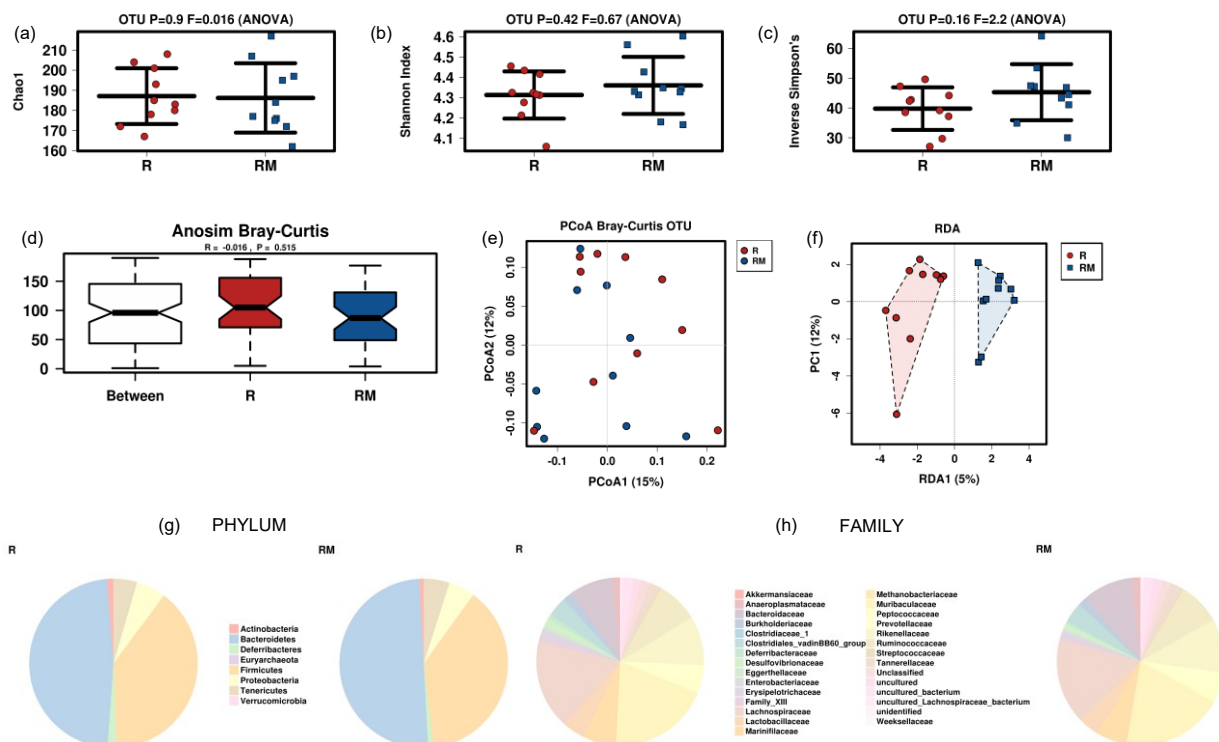 OTU P=0.9 F=0.016 (ANOVA)
(a)
Chao1
210
200
190
180
170
160
R
RM
OTU P=0.42 F=0.67 (ANOVA)
(b)
Shannon Index
4.6
4.5
4.4
4.3
4.2
4.1
R
RM
OTU P=0.16 F=2.2 (ANOVA)
(c)
Inverse Simpson's
60
50
40
30
R
RM
(d)
Anosim Bray-Curtis
R = -0.016 , P = 0.515
150
100
50
0
Between
R
RM
(e)
PCoA Bray-Curtis OTU
PCoA2 (12%)
0.10
0.05
0.00
-0.05
-0.10
-0.1
0.0
0.1
0.2
PCoA1 (15%)
R
RM
(f)
RDA
PC1 (12%)
2
0
-2
-4
-6
-4
-2
0
2
4
RDA1 (5%)
R
RM
(g) PHYLUM
R
RM
Actinobacteria
Bacteroidetes
Deferribacteres
Euryarchaeota
Firmicutes
Proteobacteria
Tenericutes
Verrucomicrobia
(h) FAMILY
R
RM
Akkermansiaceae
Anaeroplasmataceae
Bacteroidaceae
Burkholderiaceae
Clostridiaceae_1
Clostridiales_vadinBB60_group
Deferribacteraceae
Desulfovibrionaceae
Eggerthellaceae
Enterobacteriaceae
Erysipelotrichaceae
Family_XIII
Lachnospiraceae
Lactobacillaceae
Marinifilaceae
Methanobacteriaceae
Muribaculaceae
Peptococcaceae
Prevotellaceae
Rikenellaceae
Ruminococcaceae
Streptococcaceae
Tannerellaceae
Unclassified
uncultured
uncultured_bacterium
uncultured_Lachnospiraceae_bacterium
unidentified
Weeksellaceae